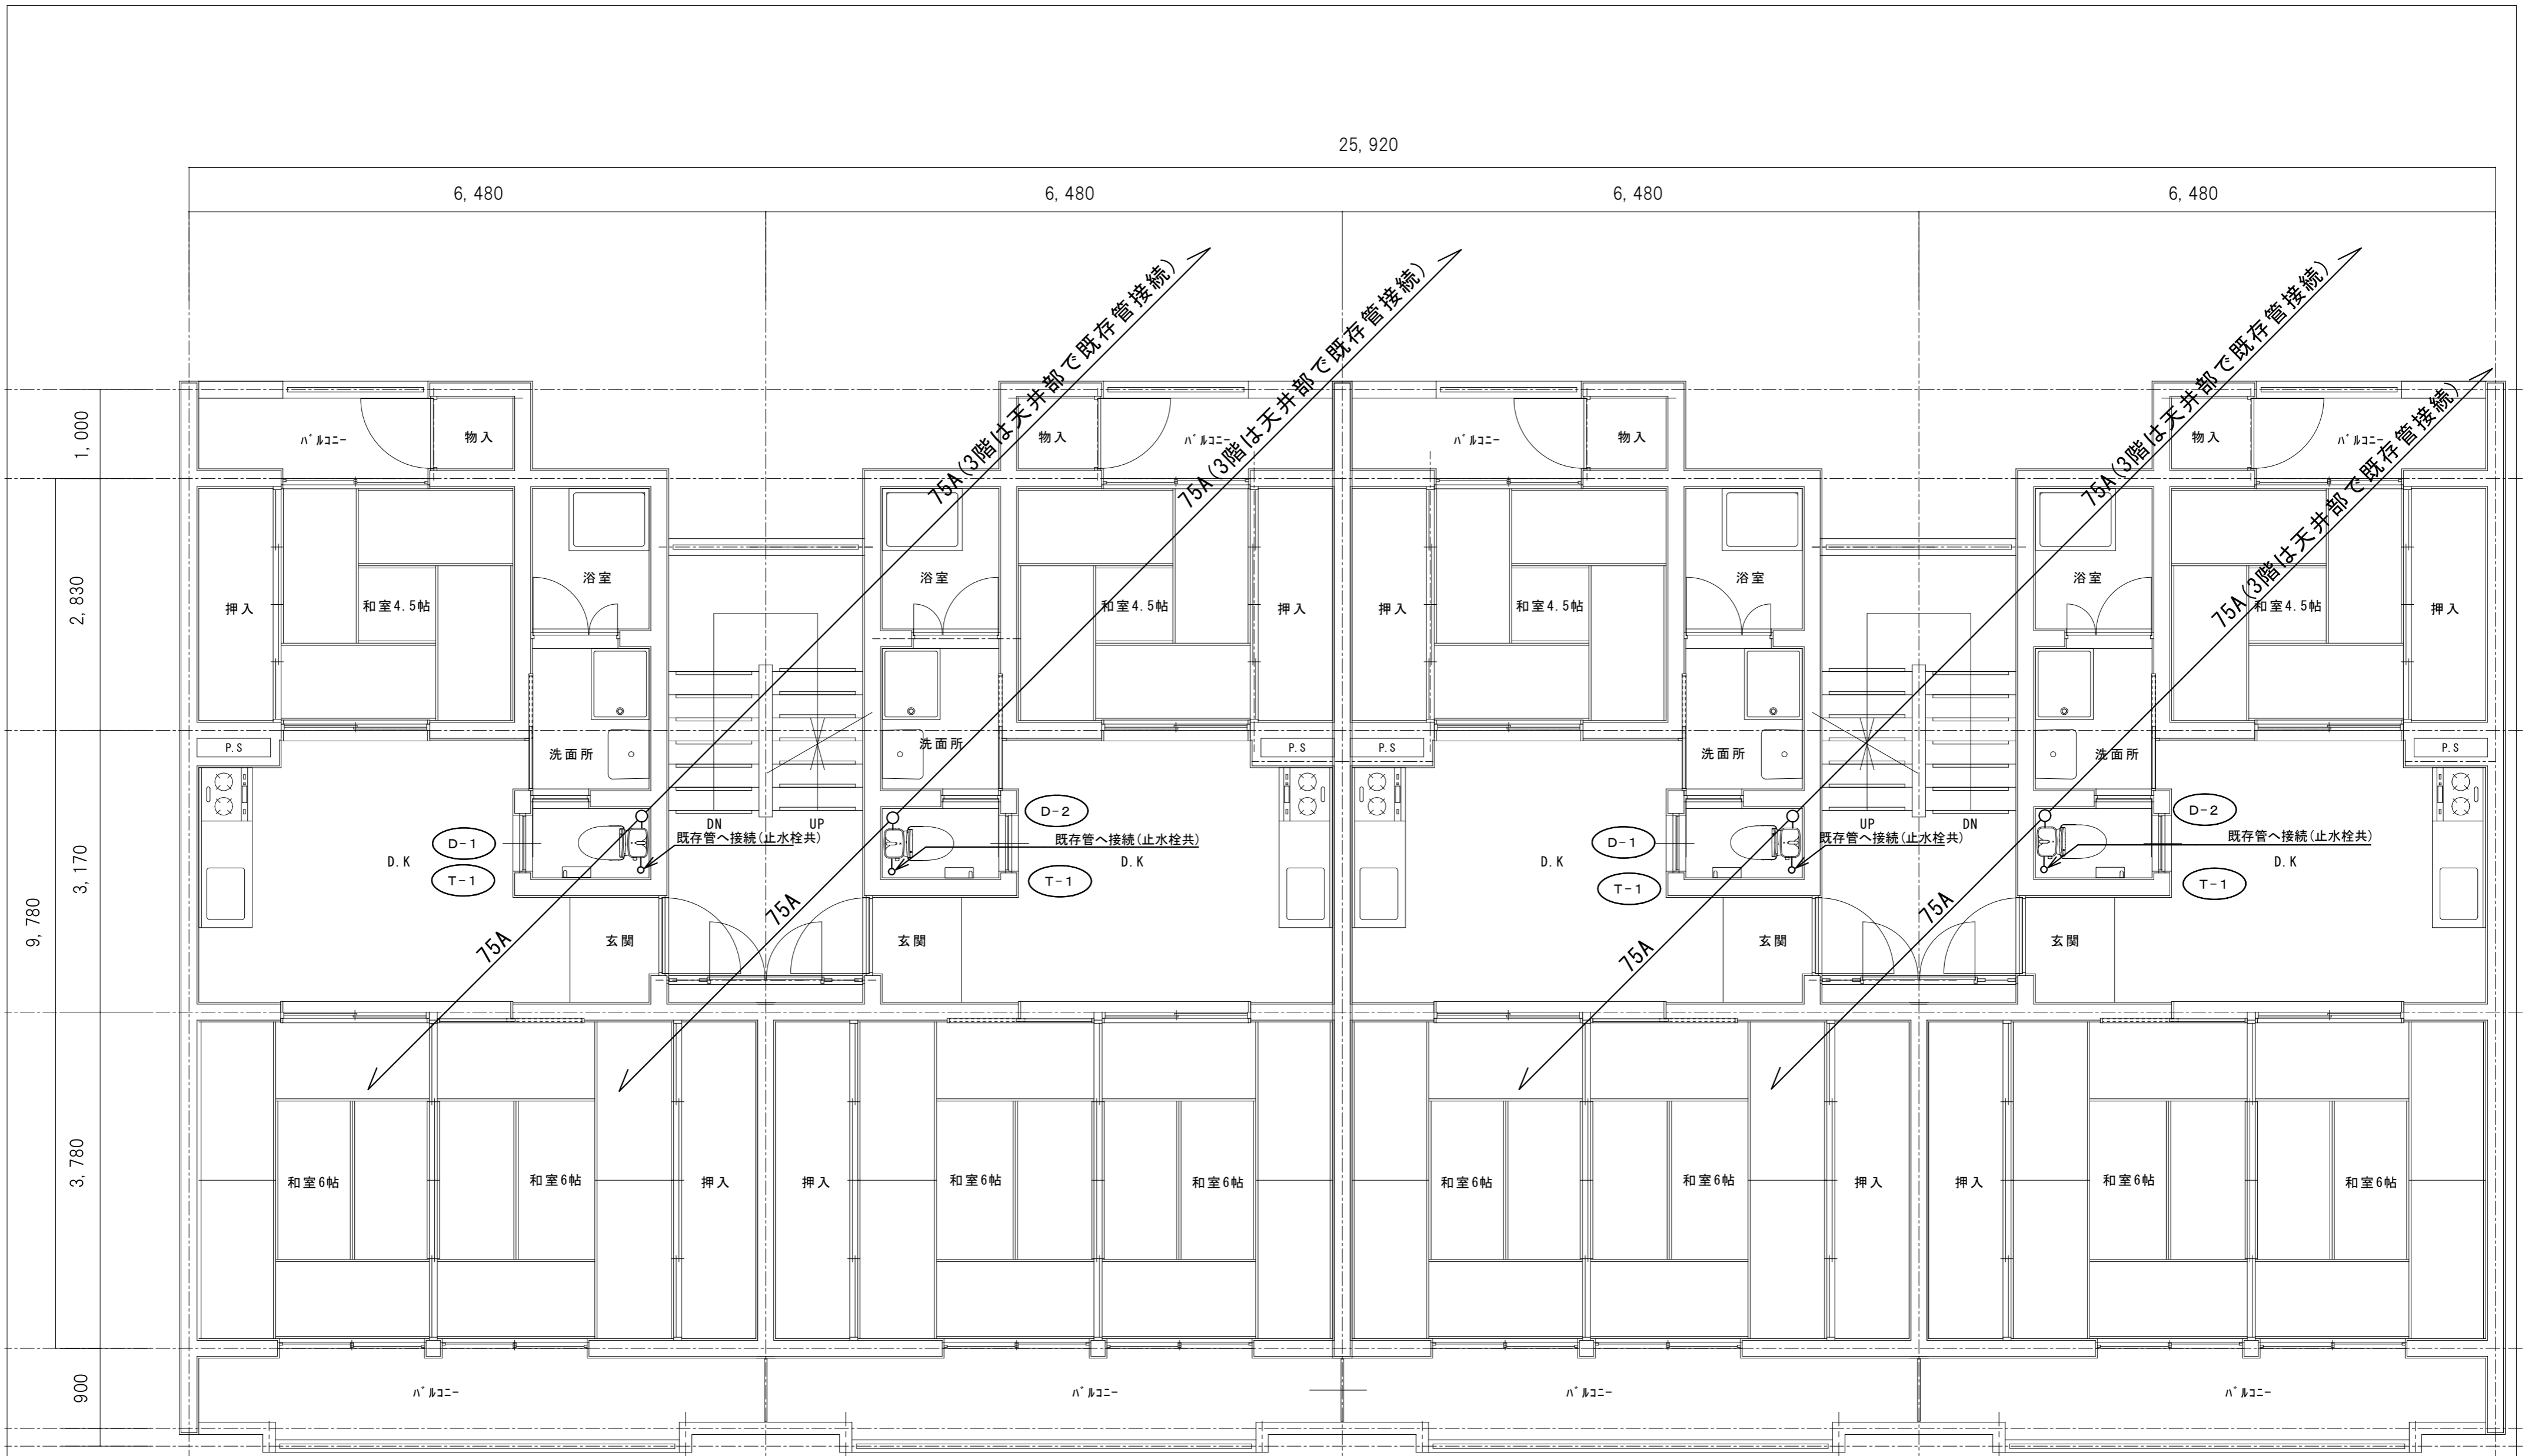 25,920
6,480
6,480
6,480
6,480
75A(3階は天井部で既存管接続)
75A(3階は天井部で既存管接続)
75A(3階は天井部で既存管接続)
75A(3階は天井部で既存管接続)
1,000
バルコニー
物入
物入
バルコニー
バルコニー
物入
物入
バルコニー
2,830
押入
和室4.5帖
浴室
浴室
和室4.5帖
押入
押入
和室4.5帖
浴室
浴室
和室4.5帖
押入
P.S
洗面所
洗面所
P.S
P.S
洗面所
洗面所
P.S
9,780
3,170
D.K
D-1
T-1
DN
UP
既存管へ接続(止水栓共)
D-2
既存管へ接続(止水栓共)
D.K
T-1
D.K
D-1
T-1
UP
DN
既存管へ接続(止水栓共)
D-2
既存管へ接続(止水栓共)
D.K
T-1
75A
玄関
75A
玄関
75A
玄関
75A
玄関
3,780
和室6帖
和室6帖
押入
押入
和室6帖
和室6帖
和室6帖
和室6帖
押入
押入
和室6帖
和室6帖
900
バルコニー
バルコニー
バルコニー
バルコニー